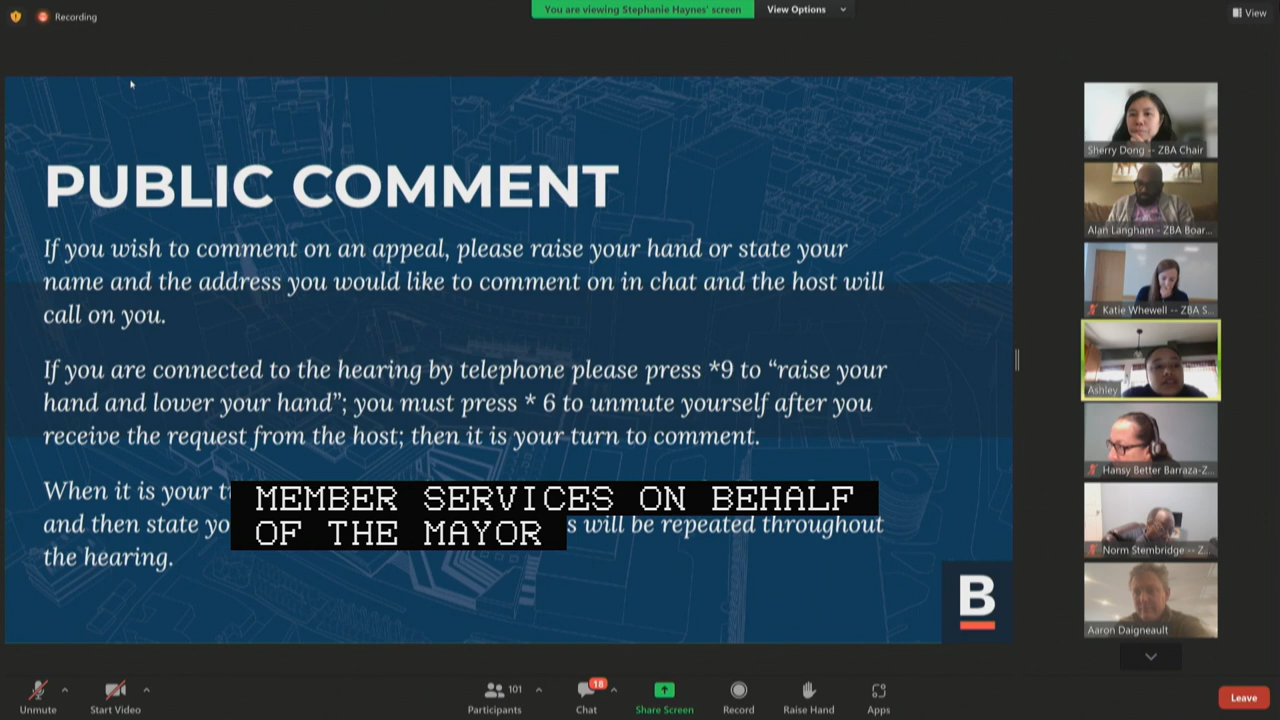 Recording
You are viewing Stephanie Haynes' screen
View Options
View
PUBLIC COMMENT
If you wish to comment on an appeal, please raise your hand or state your
name and the address you would like to comment on in chat and the host will
call on you.
If you are connected to the hearing by telephone please press *9 to “raise your
hand and lower your hand”; you must press * 6 to unmute yourself after you
receive the request from the host; then it is your turn to comment.
When it is your
and then state
s will be repeated throughout
the hearing.
MEMBER SERVICES ON BEHALF
OF THE MAYOR
B
Sherry Dong -- ZBA Chair
Alan Langham - ZBA Boar...
Katie Whewell -- ZBA S...
Ashley
Hansy Better Barraza-Z...
Norm Stembridge -- Z...
Aaron Daigneault
Unmute
Start Video
101
Participants
18
Chat
Share Screen
Record
Raise Hand
Apps
Leave